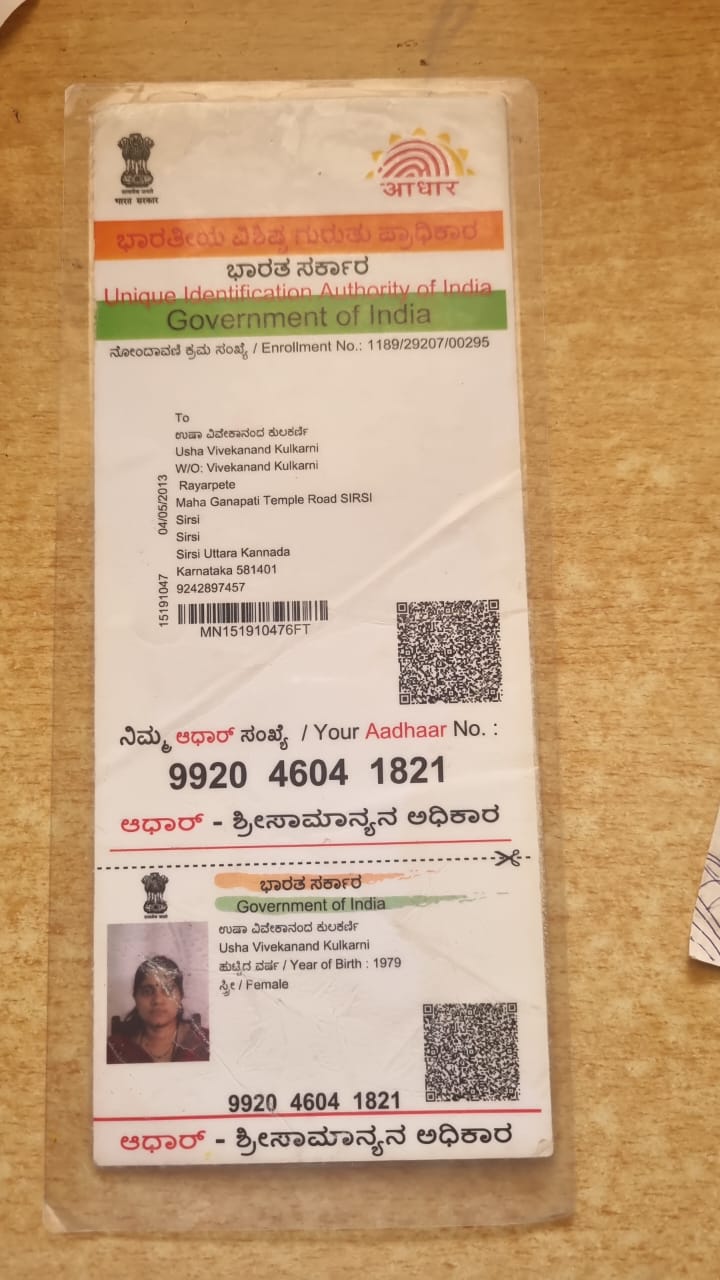 सत्यमेव जयते
भारत सरकार
आधार
ಭಾರತೀಯ ವಿಶಿಷ್ಟ ಗುರುತು ಪ್ರಾಧಿಕಾರ
ಭಾರತ ಸರ್ಕಾರ
Unique Identification Authority of India
Government of India
ನೋಂದಾವಣಿ ಕ್ರಮ ಸಂಖ್ಯೆ / Enrollment No.: 1189/29207/00295
To
ಉಷಾ ವಿವೇಕಾನಂದ ಕುಲಕರ್ಣಿ
Usha Vivekanand Kulkarni
W/O: Vivekanand Kulkarni
Rayarpete
Maha Ganapati Temple Road SIRSI
Sirsi
Sirsi
Sirsi Uttara Kannada
Karnataka 581401
9242897457
15191047 04/05/2013
MN151910476FT
ನಿಮ್ಮ ಆಧಾರ್ ಸಂಖ್ಯೆ / Your Aadhaar No. :
9920 4604 1821
ಆಧಾರ್ - ಶ್ರೀಸಾಮಾನ್ಯನ ಅಧಿಕಾರ
ಭಾರತ ಸರ್ಕಾರ
Government of India
ಉಷಾ ವಿವೇಕಾನಂದ ಕುಲಕರ್ಣಿ
Usha Vivekanand Kulkarni
ಹುಟ್ಟಿದ ವರ್ಷ / Year of Birth : 1979
ಸ್ತ್ರೀ / Female
9920 4604 1821
ಆಧಾರ್ - ಶ್ರೀಸಾಮಾನ್ಯನ ಅಧಿಕಾರ